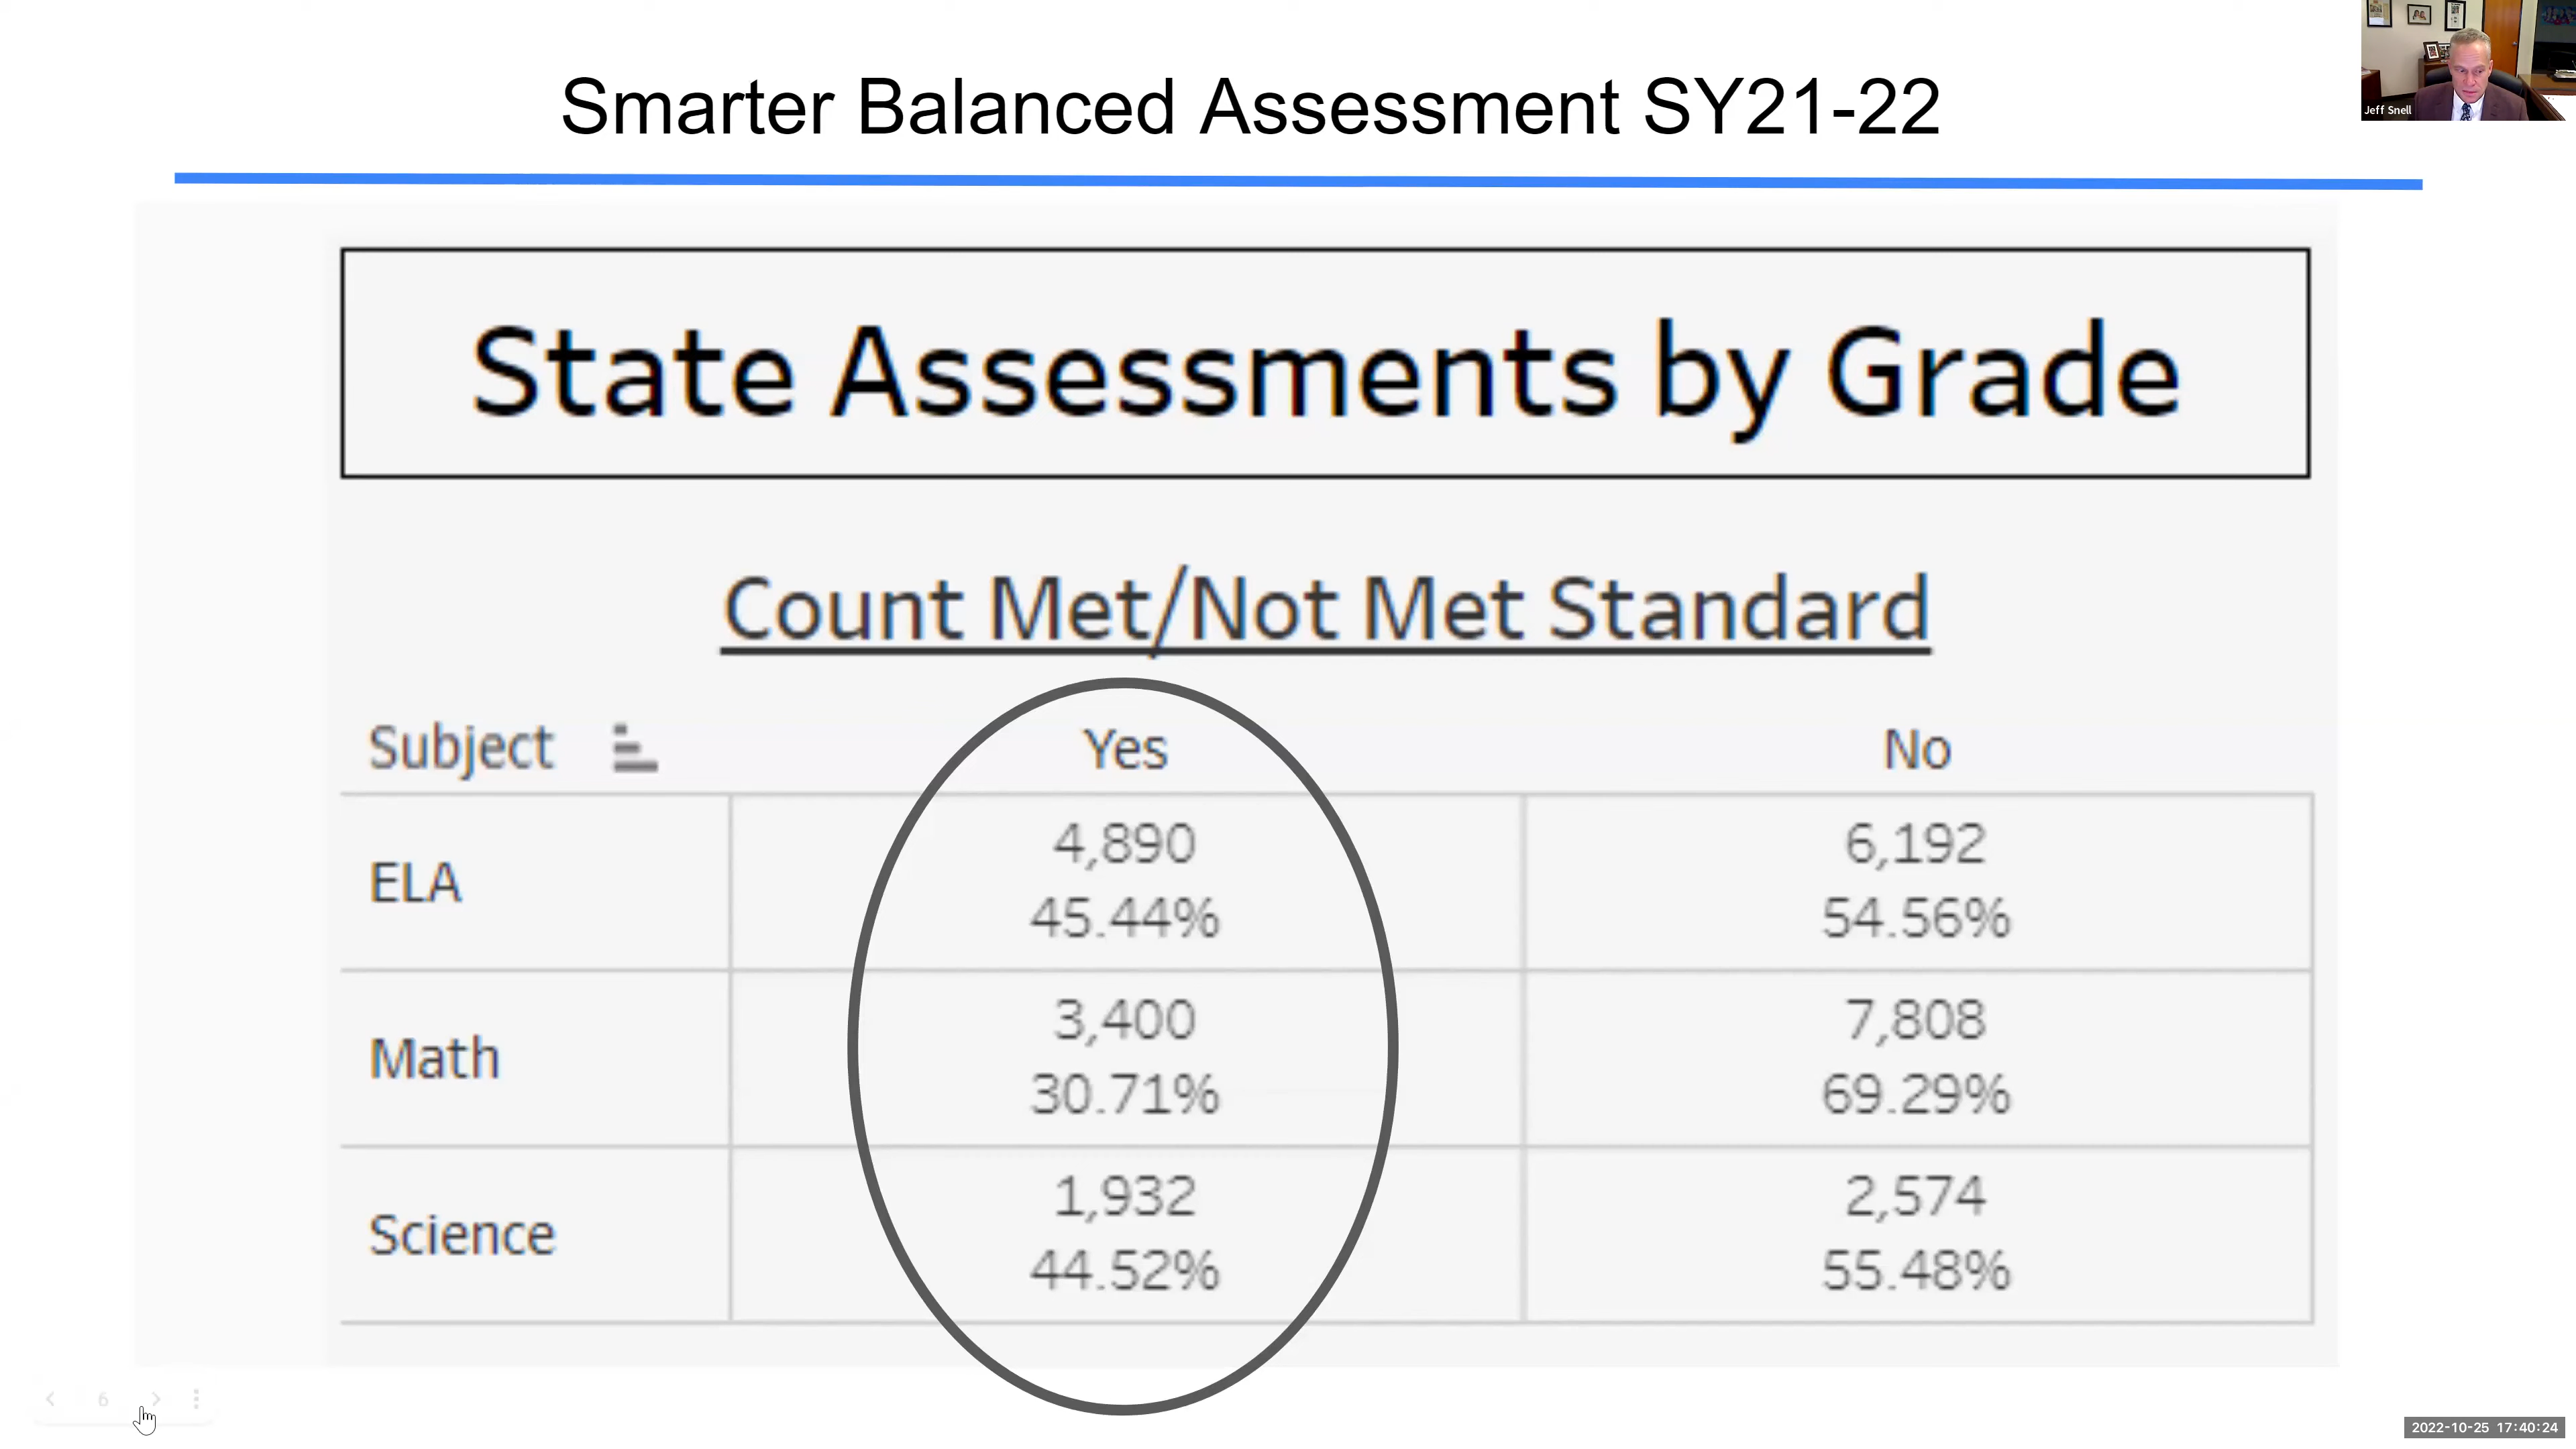 Smarter Balanced Assessment SY21-22
Jeff Snell
State Assessments by Grade
Count Met/Not Met Standard
Subject Yes No
ELA 4,890 6,192
45.44% 54.56%
Math 3,400 7,808
30.71% 69.29%
Science 1,932 2,574
44.52% 55.48%
6
2022-10-25 17:40:24